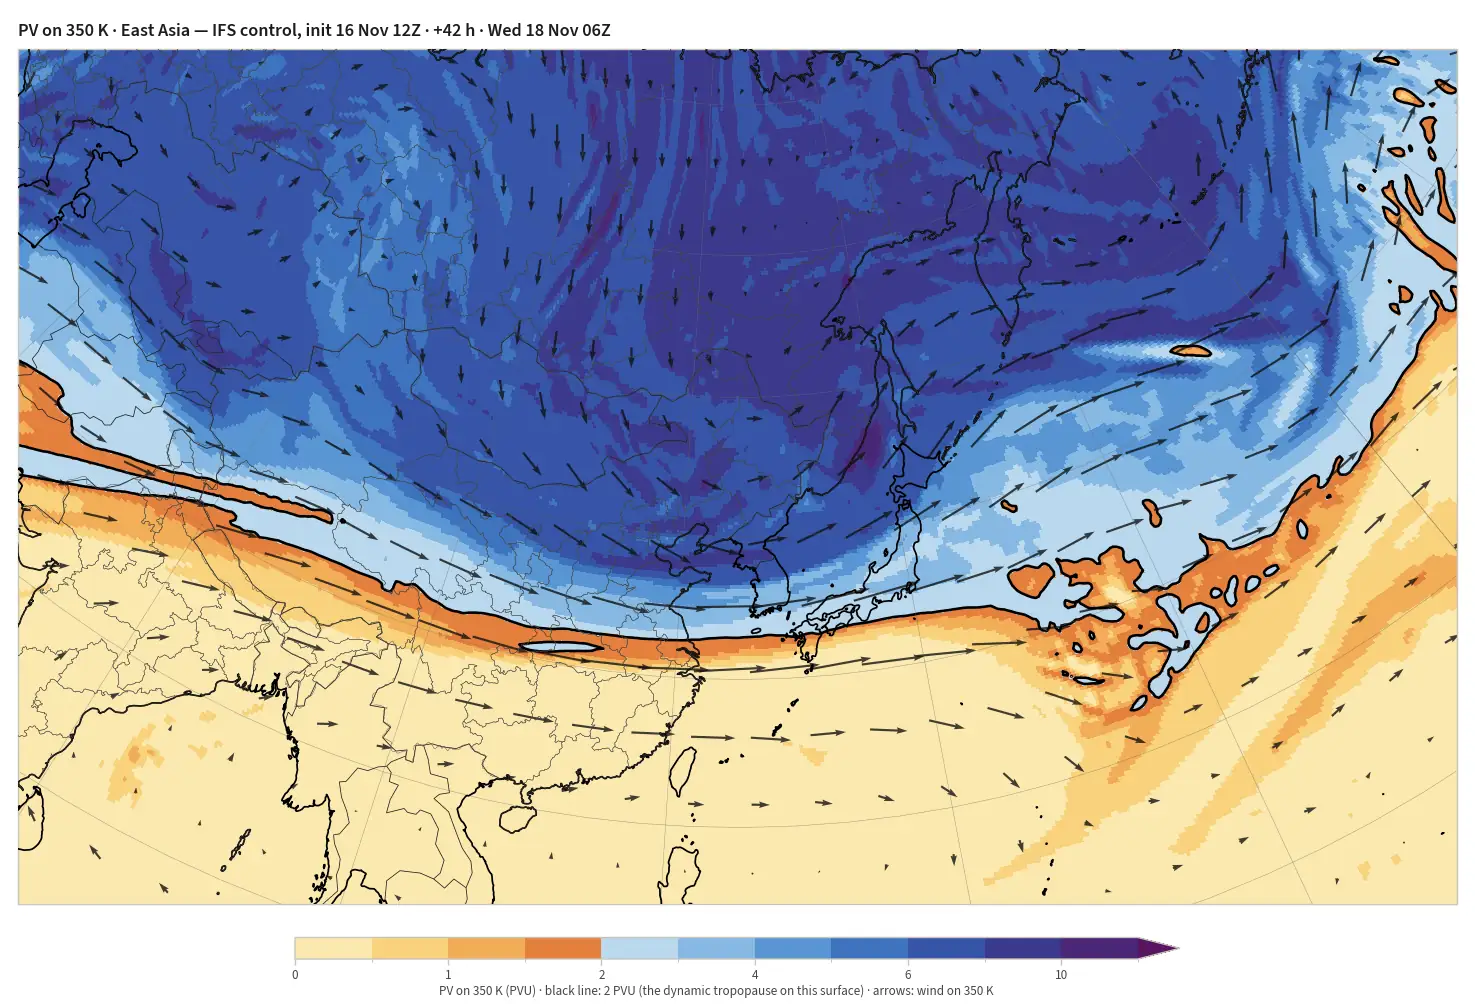 PV on 350 K · East Asia — IFS control, init 16 Nov 12Z · +42 h · Wed 18 Nov 06Z
0 1 2 4 6 10
PV on 350 K (PVU) · black line: 2 PVU (the dynamic tropopause on this surface) · arrows: wind on 350 K